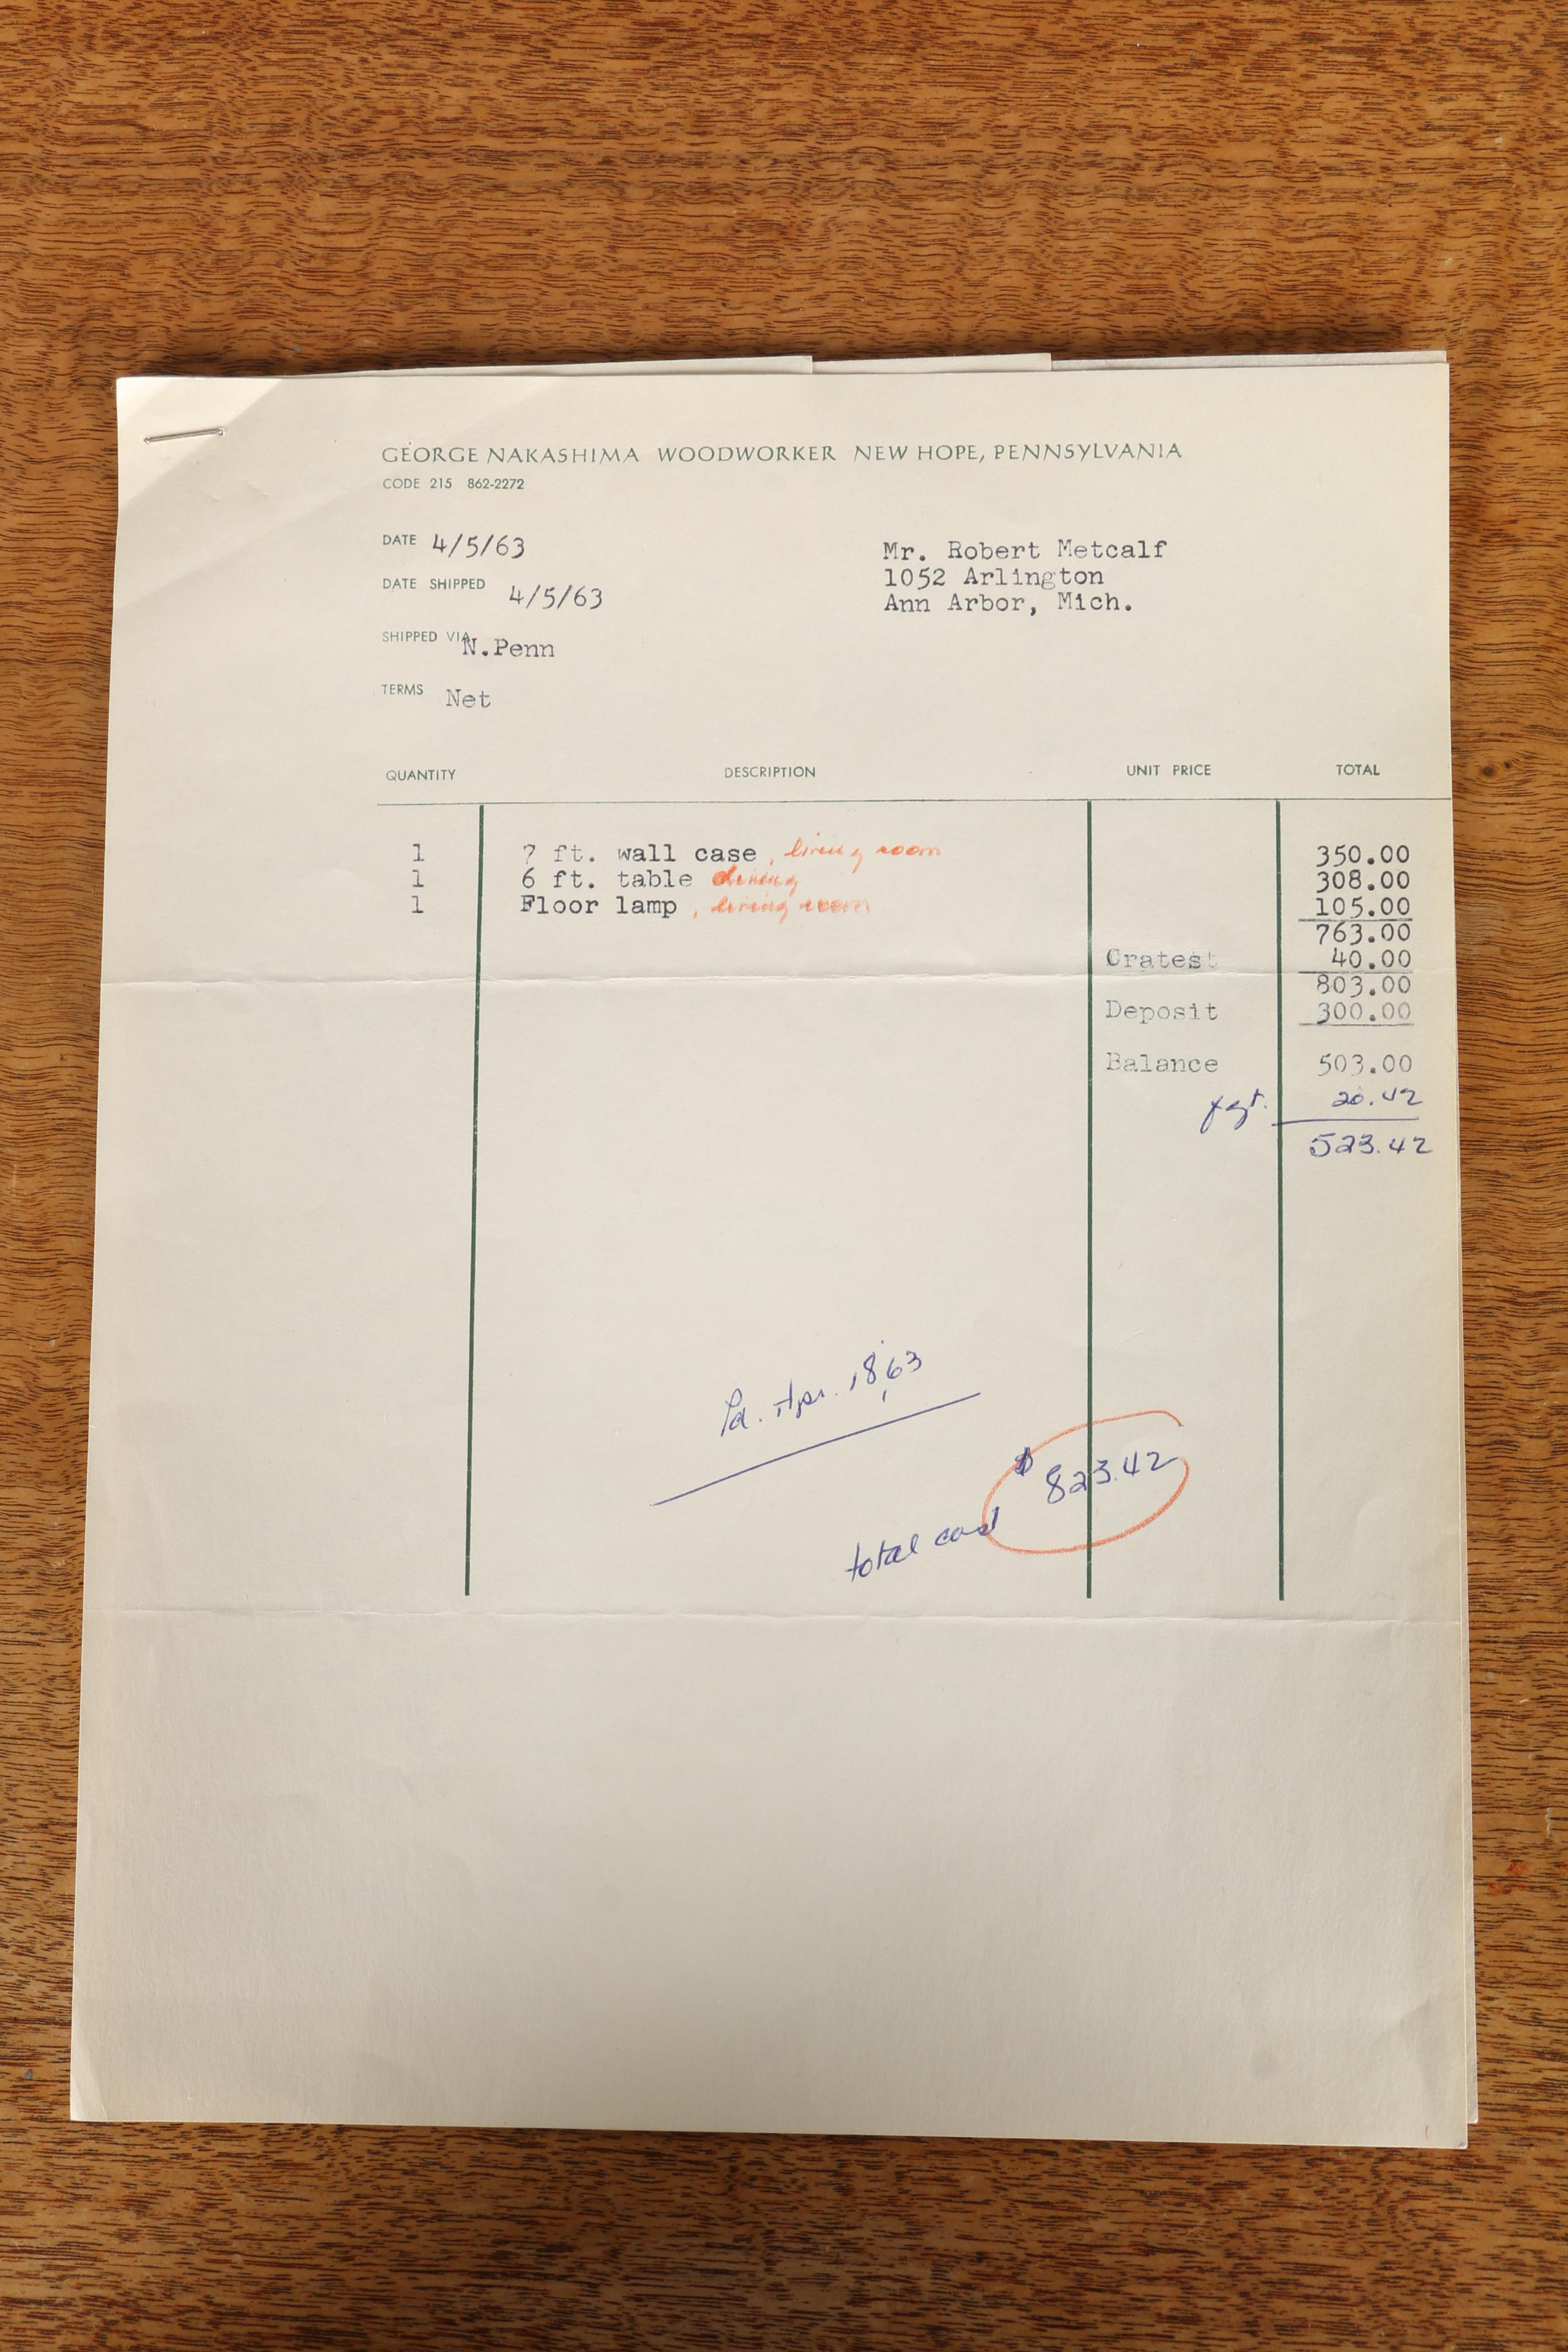 GEORGE NAKASHIMA WOODWORKER NEW HOPE, PENNSYLVANIA
CODE 215 862-2272
DATE 4/5/63
DATE SHIPPED 4/5/63
SHIPPED VIA N.Penn
TERMS Net
Mr. Robert Metcalf
1052 Arlington
Ann Arbor, Mich.
QUANTITY DESCRIPTION UNIT PRICE TOTAL
1 7 ft. wall case, living room 350.00
1 6 ft. table dining 308.00
1 Floor lamp, living room 105.00
763.00
Cratest 40.00
803.00
Deposit 300.00
Balance 503.00
fgt. 20.42
523.42
Pd. Apr. 18, 63
$ 823.42
total cost